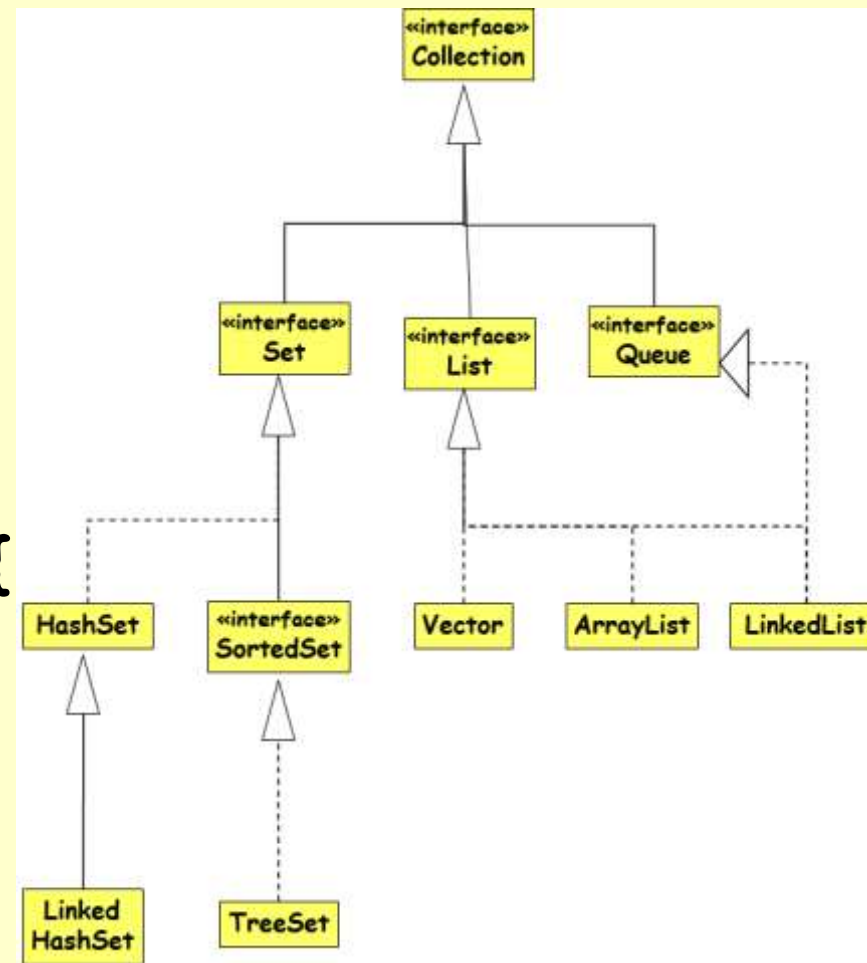 «interface»
Collection
«interface»
Set
«interface»
List
«interface»
Queue
HashSet
«interface»
SortedSet
Vector
ArrayList
LinkedList
Linked
HashSet
TreeSet